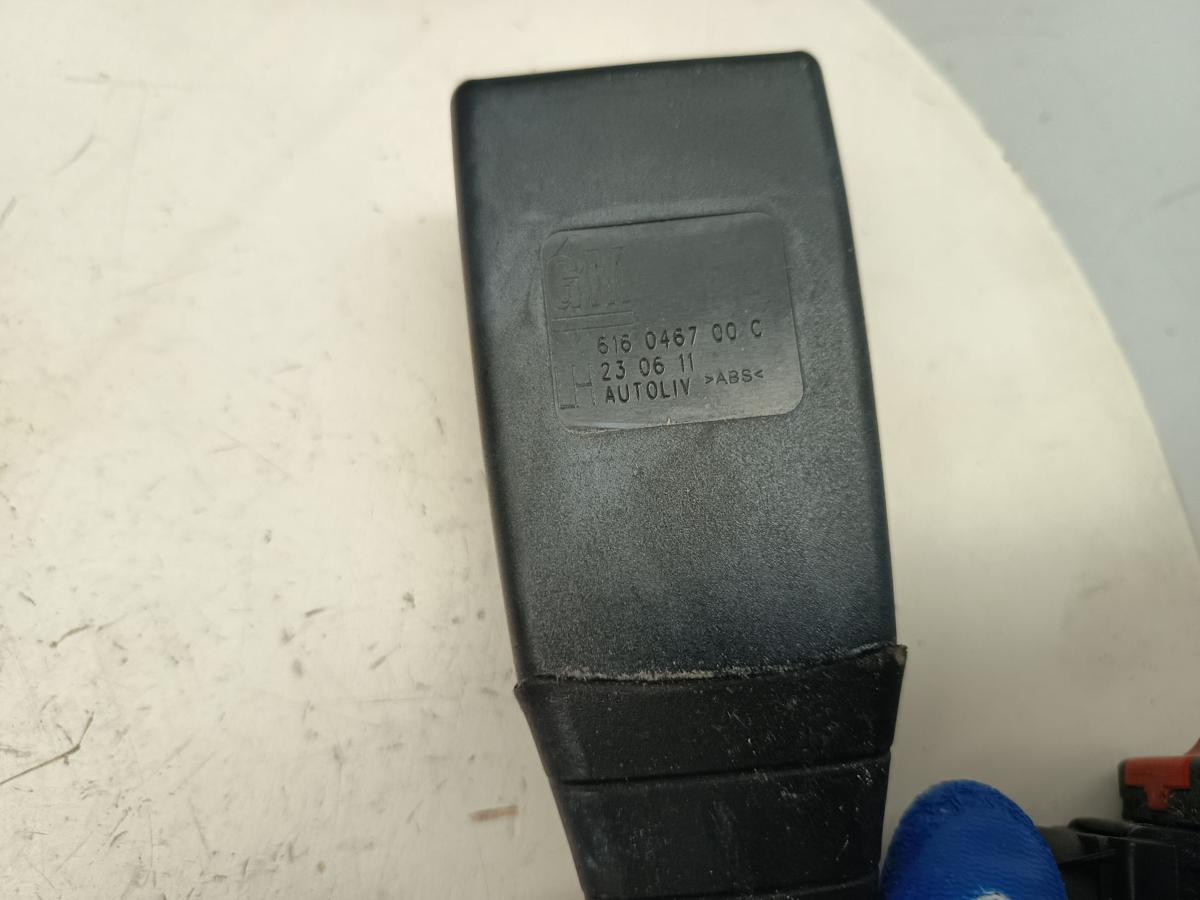 GM
616 0467 00 C
23 06 11
LH
AUTOLIV >ABS<